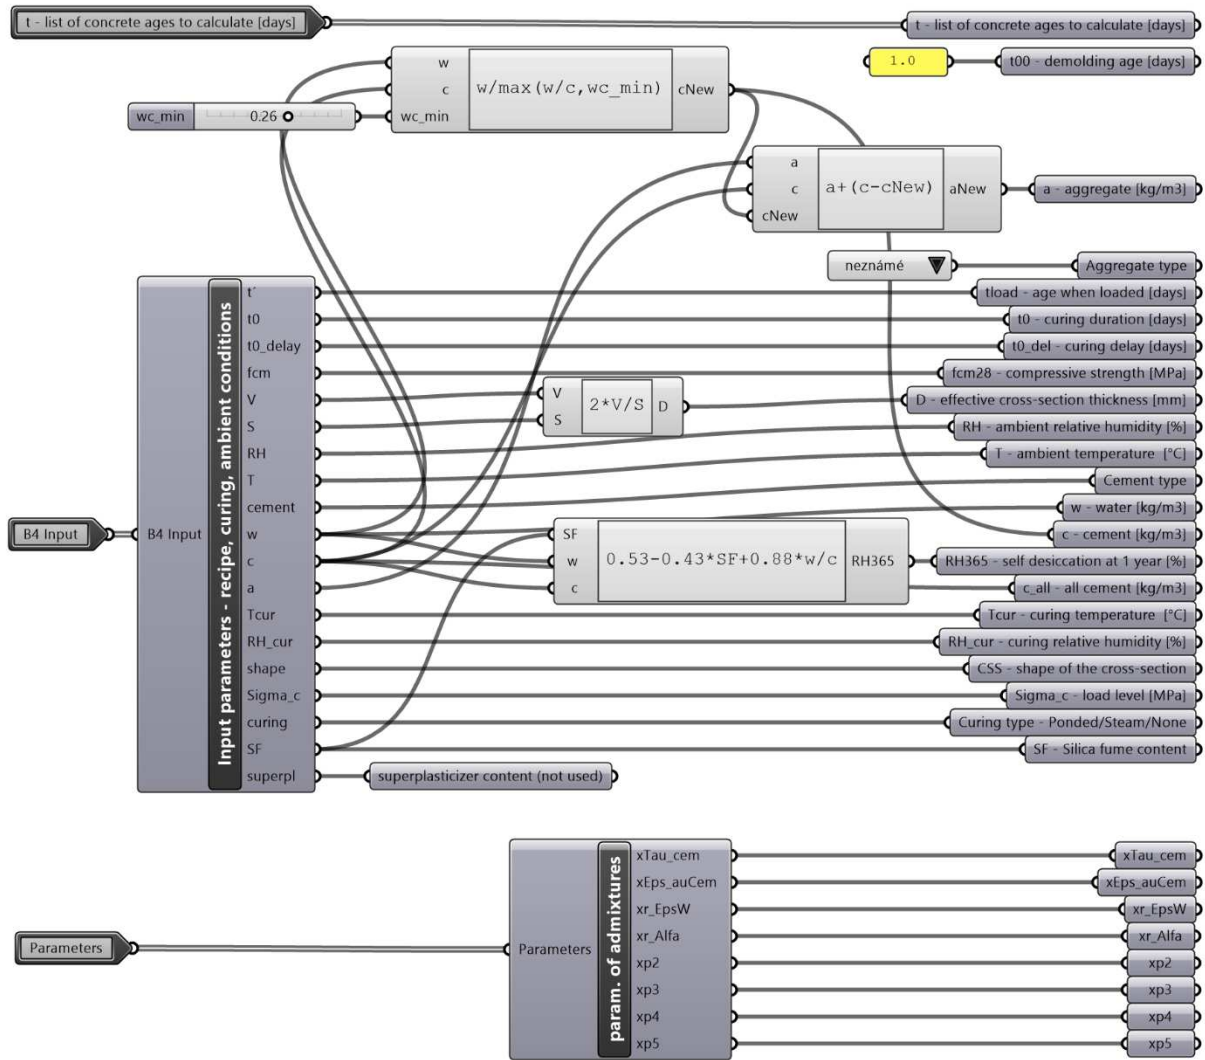 t - list of concrete ages to calculate [days]
t - list of concrete ages to calculate [days]
1.0
t00 - demolding age [days]
w
c
wc_min
w/max(w/c,wc_min)
cNew
wc_min
0.26
a
c
cNew
a+(c-cNew)
aNew
a - aggregate [kg/m3]
neznámé
Aggregate type
B4 Input
B4 Input
Input parameters - recipe, curing, ambient conditions
t´
t0
t0_delay
fcm
V
S
RH
T
cement
w
c
a
Tcur
RH_cur
shape
Sigma_c
curing
SF
superpl
V
S
2*V/S
D
SF
w
c
0.53-0.43*SF+0.88*w/c
RH365
tload - age when loaded [days]
t0 - curing duration [days]
t0_del - curing delay [days]
fcm28 - compressive strength [MPa]
D - effective cross-section thickness [mm]
RH - ambient relative humidity [%]
T - ambient temperature [°C]
Cement type
w - water [kg/m3]
c - cement [kg/m3]
RH365 - self desiccation at 1 year [%]
c_all - all cement [kg/m3]
Tcur - curing temperature [°C]
RH_cur - curing relative humidity [%]
CSS - shape of the cross-section
Sigma_c - load level [MPa]
Curing type - Ponded/Steam/None
SF - Silica fume content
superplasticizer content (not used)
Parameters
Parameters
param. of admixtures
xTau_cem
xEps_auCem
xr_EpsW
xr_Alfa
xp2
xp3
xp4
xp5
xTau_cem
xEps_auCem
xr_EpsW
xr_Alfa
xp2
xp3
xp4
xp5